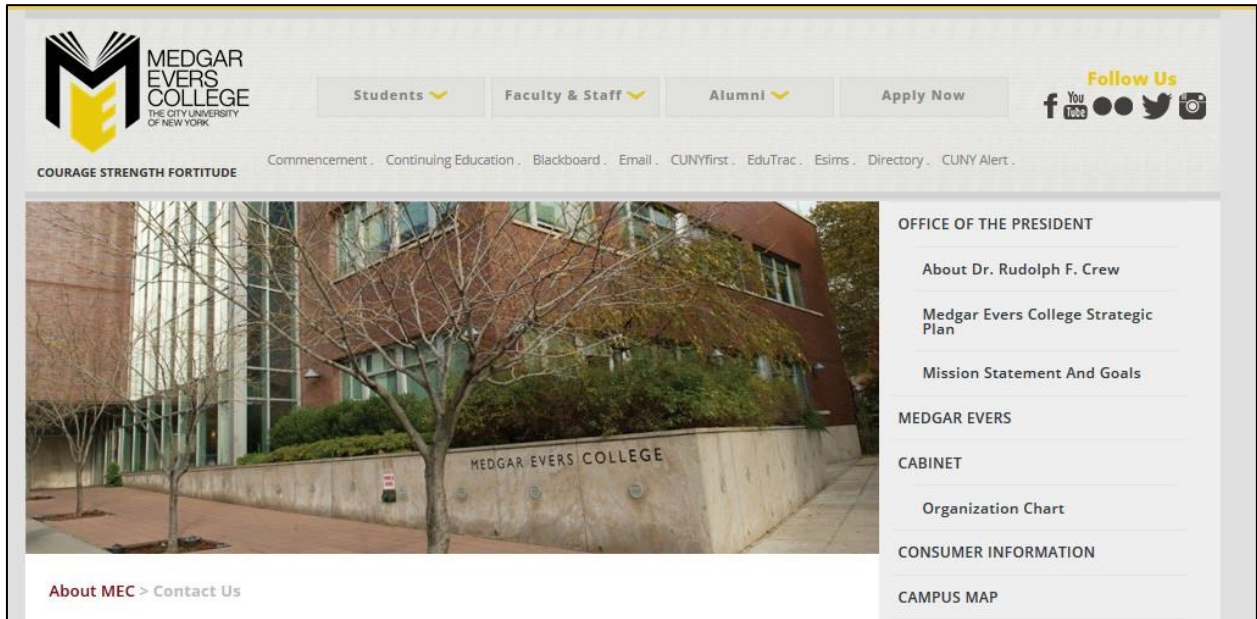 MEDGAR
EVERS
COLLEGE
THE CITY UNIVERSITY
OF NEW YORK
COURAGE STRENGTH FORTITUDE
Students
Faculty & Staff
Alumni
Apply Now
Follow Us
f You Tube
Commencement . Continuing Education . Blackboard . Email . CUNYfirst . EduTrac . Esims . Directory . CUNY Alert .
MEDGAR EVERS COLLEGE
OFFICE OF THE PRESIDENT
About Dr. Rudolph F. Crew
Medgar Evers College Strategic
Plan
Mission Statement And Goals
MEDGAR EVERS
CABINET
Organization Chart
CONSUMER INFORMATION
CAMPUS MAP
About MEC > Contact Us